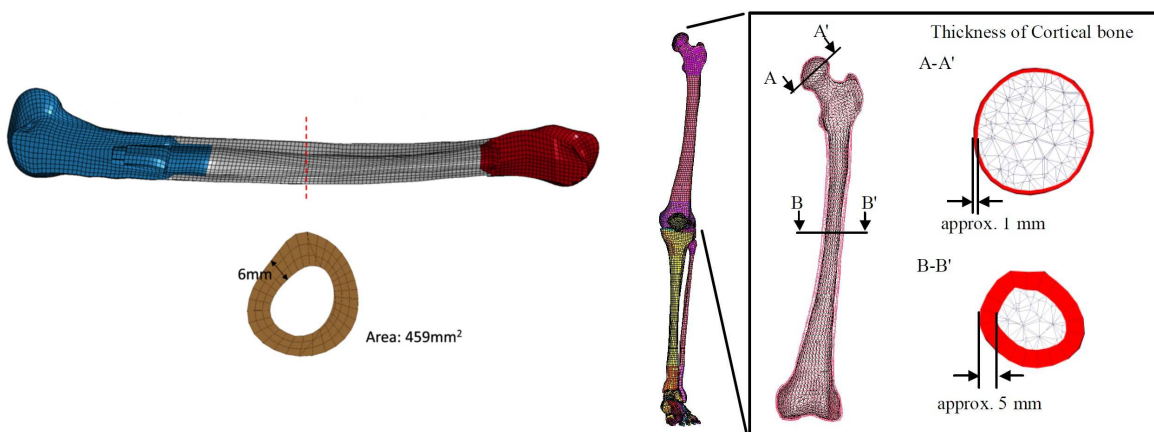 6mm
Area: 459mm²
A'
A
B
B'
Thickness of Cortical bone
A-A'
approx. 1 mm
B-B'
approx. 5 mm